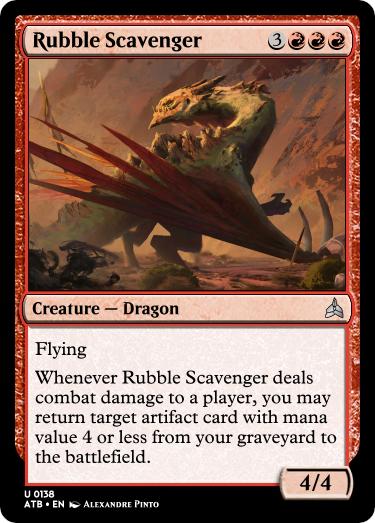 Rubble Scavenger 3
Creature — Dragon
Flying
Whenever Rubble Scavenger deals
combat damage to a player, you may
return target artifact card with mana
value 4 or less from your graveyard to
the battlefield.
4/4
U 0138
ATB • EN Alexandre Pinto